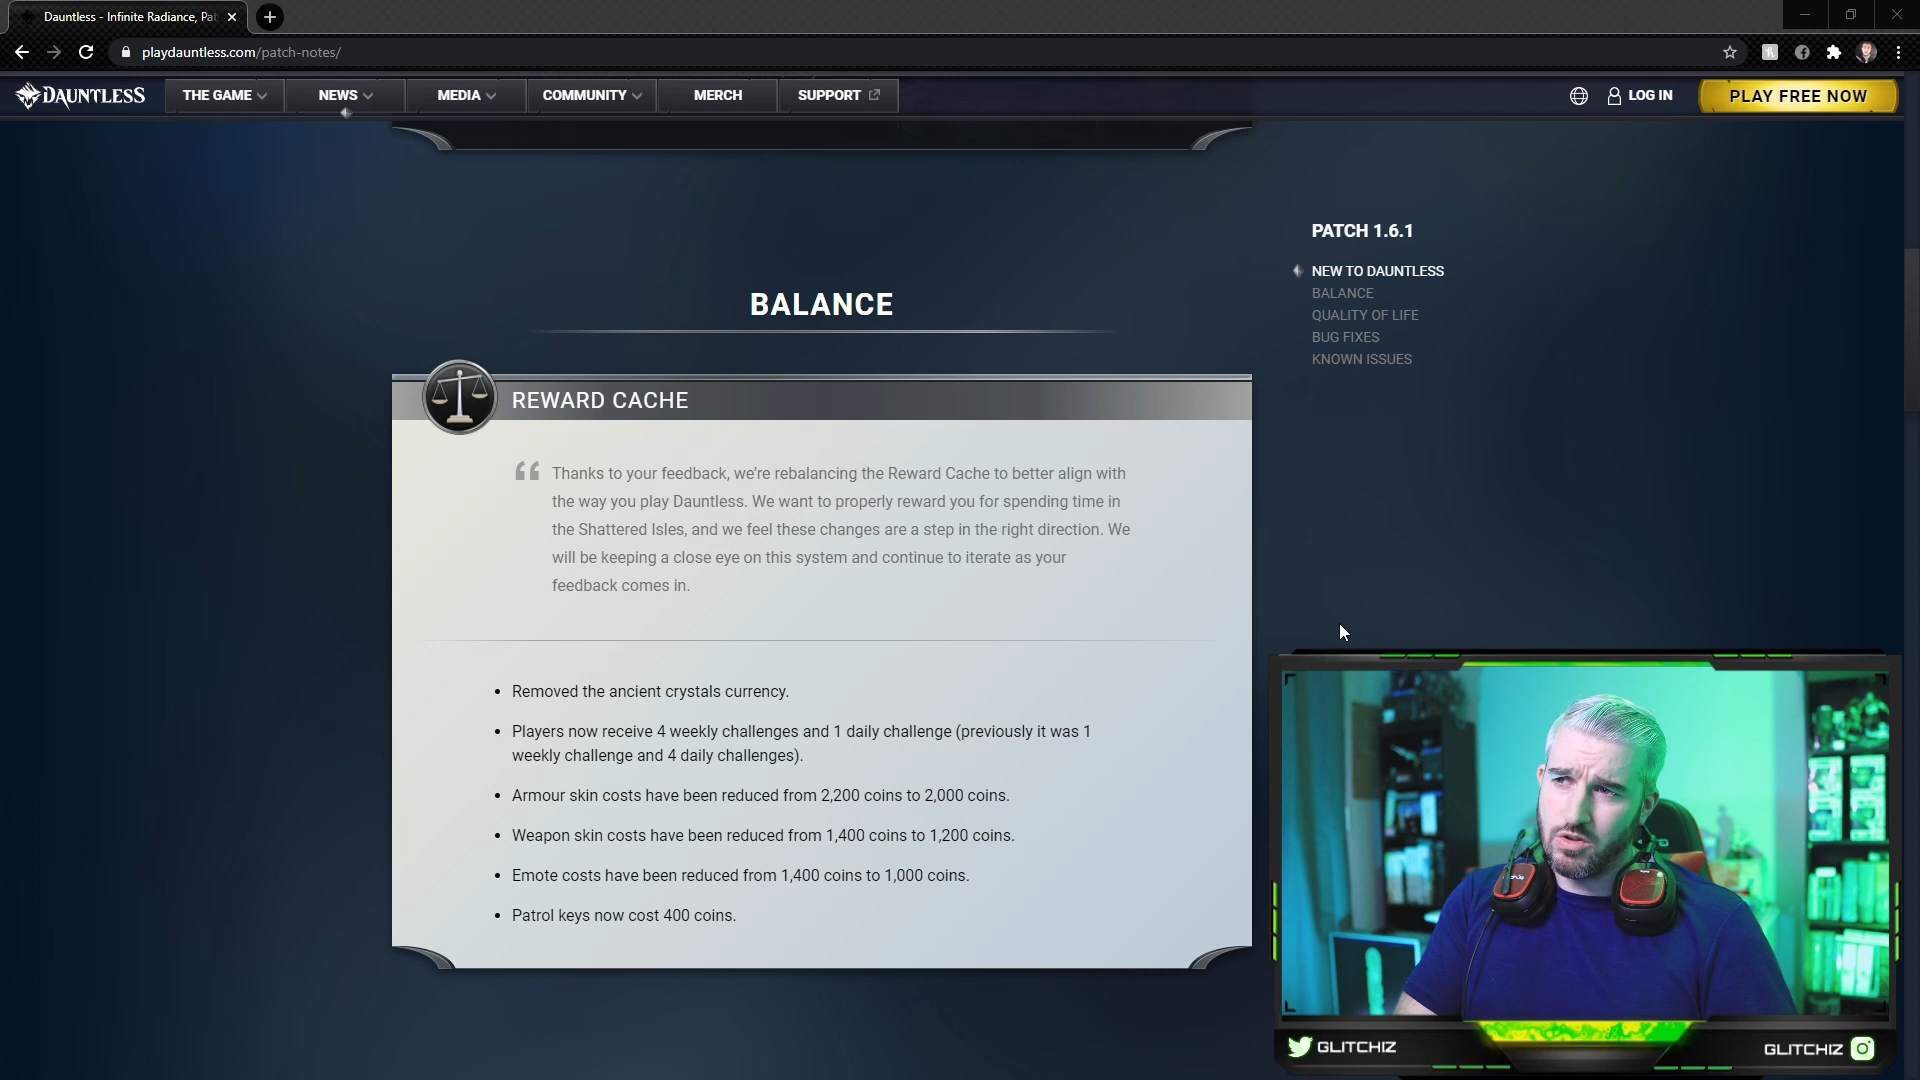 Dauntless - Infinite Radiance, Pat
playdauntless.com/patch-notes/
DAUNTLESS
THE GAME
NEWS
MEDIA
COMMUNITY
MERCH
SUPPORT
LOG IN
PLAY FREE NOW
PATCH 1.6.1
NEW TO DAUNTLESS
BALANCE
QUALITY OF LIFE
BUG FIXES
KNOWN ISSUES
BALANCE
REWARD CACHE
“ Thanks to your feedback, we’re rebalancing the Reward Cache to better align with
the way you play Dauntless. We want to properly reward you for spending time in
the Shattered Isles, and we feel these changes are a step in the right direction. We
will be keeping a close eye on this system and continue to iterate as your
feedback comes in.
• Removed the ancient crystals currency.
• Players now receive 4 weekly challenges and 1 daily challenge (previously it was 1
weekly challenge and 4 daily challenges).
• Armour skin costs have been reduced from 2,200 coins to 2,000 coins.
• Weapon skin costs have been reduced from 1,400 coins to 1,200 coins.
• Emote costs have been reduced from 1,400 coins to 1,000 coins.
• Patrol keys now cost 400 coins.
GLITCHIZ
GLITCHIZ